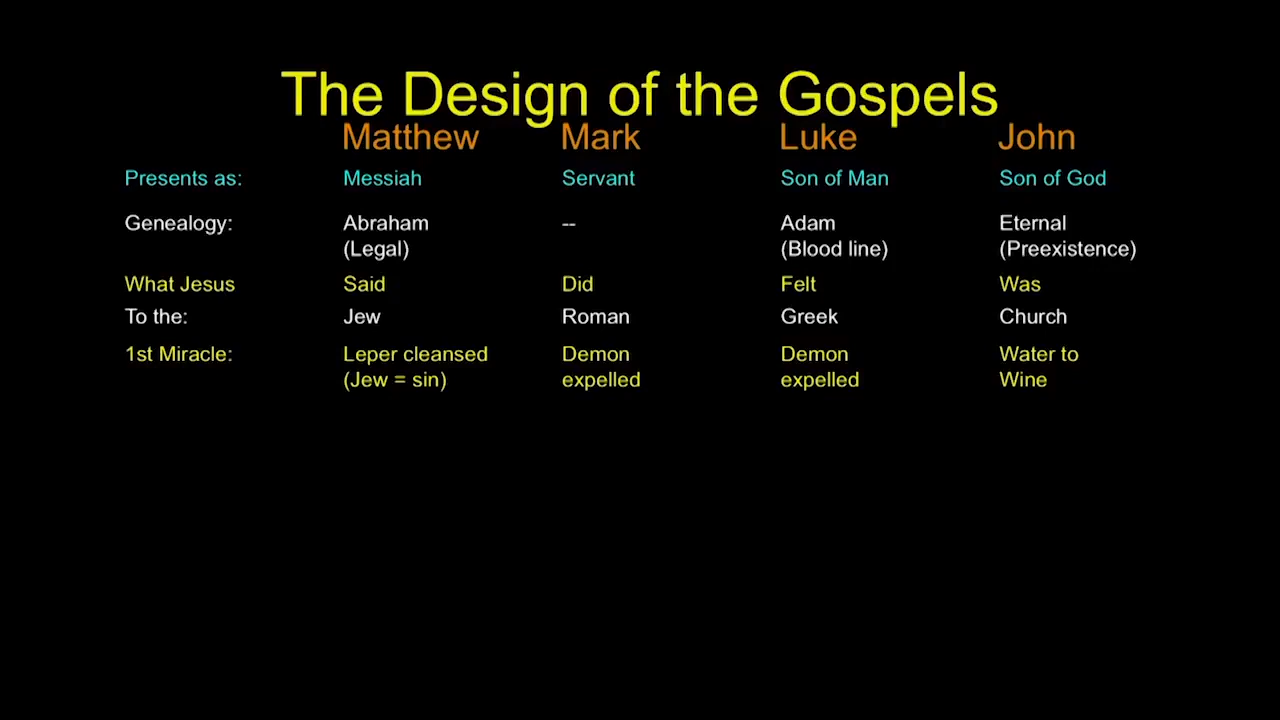 The Design of the Gospels
Matthew Mark Luke John
Presents as: Messiah Servant Son of Man Son of God
Genealogy: Abraham -- Adam Eternal
(Legal) (Blood line) (Preexistence)
What Jesus Said Did Felt Was
To the: Jew Roman Greek Church
1st Miracle: Leper cleansed Demon Demon Water to
(Jew = sin) expelled expelled Wine